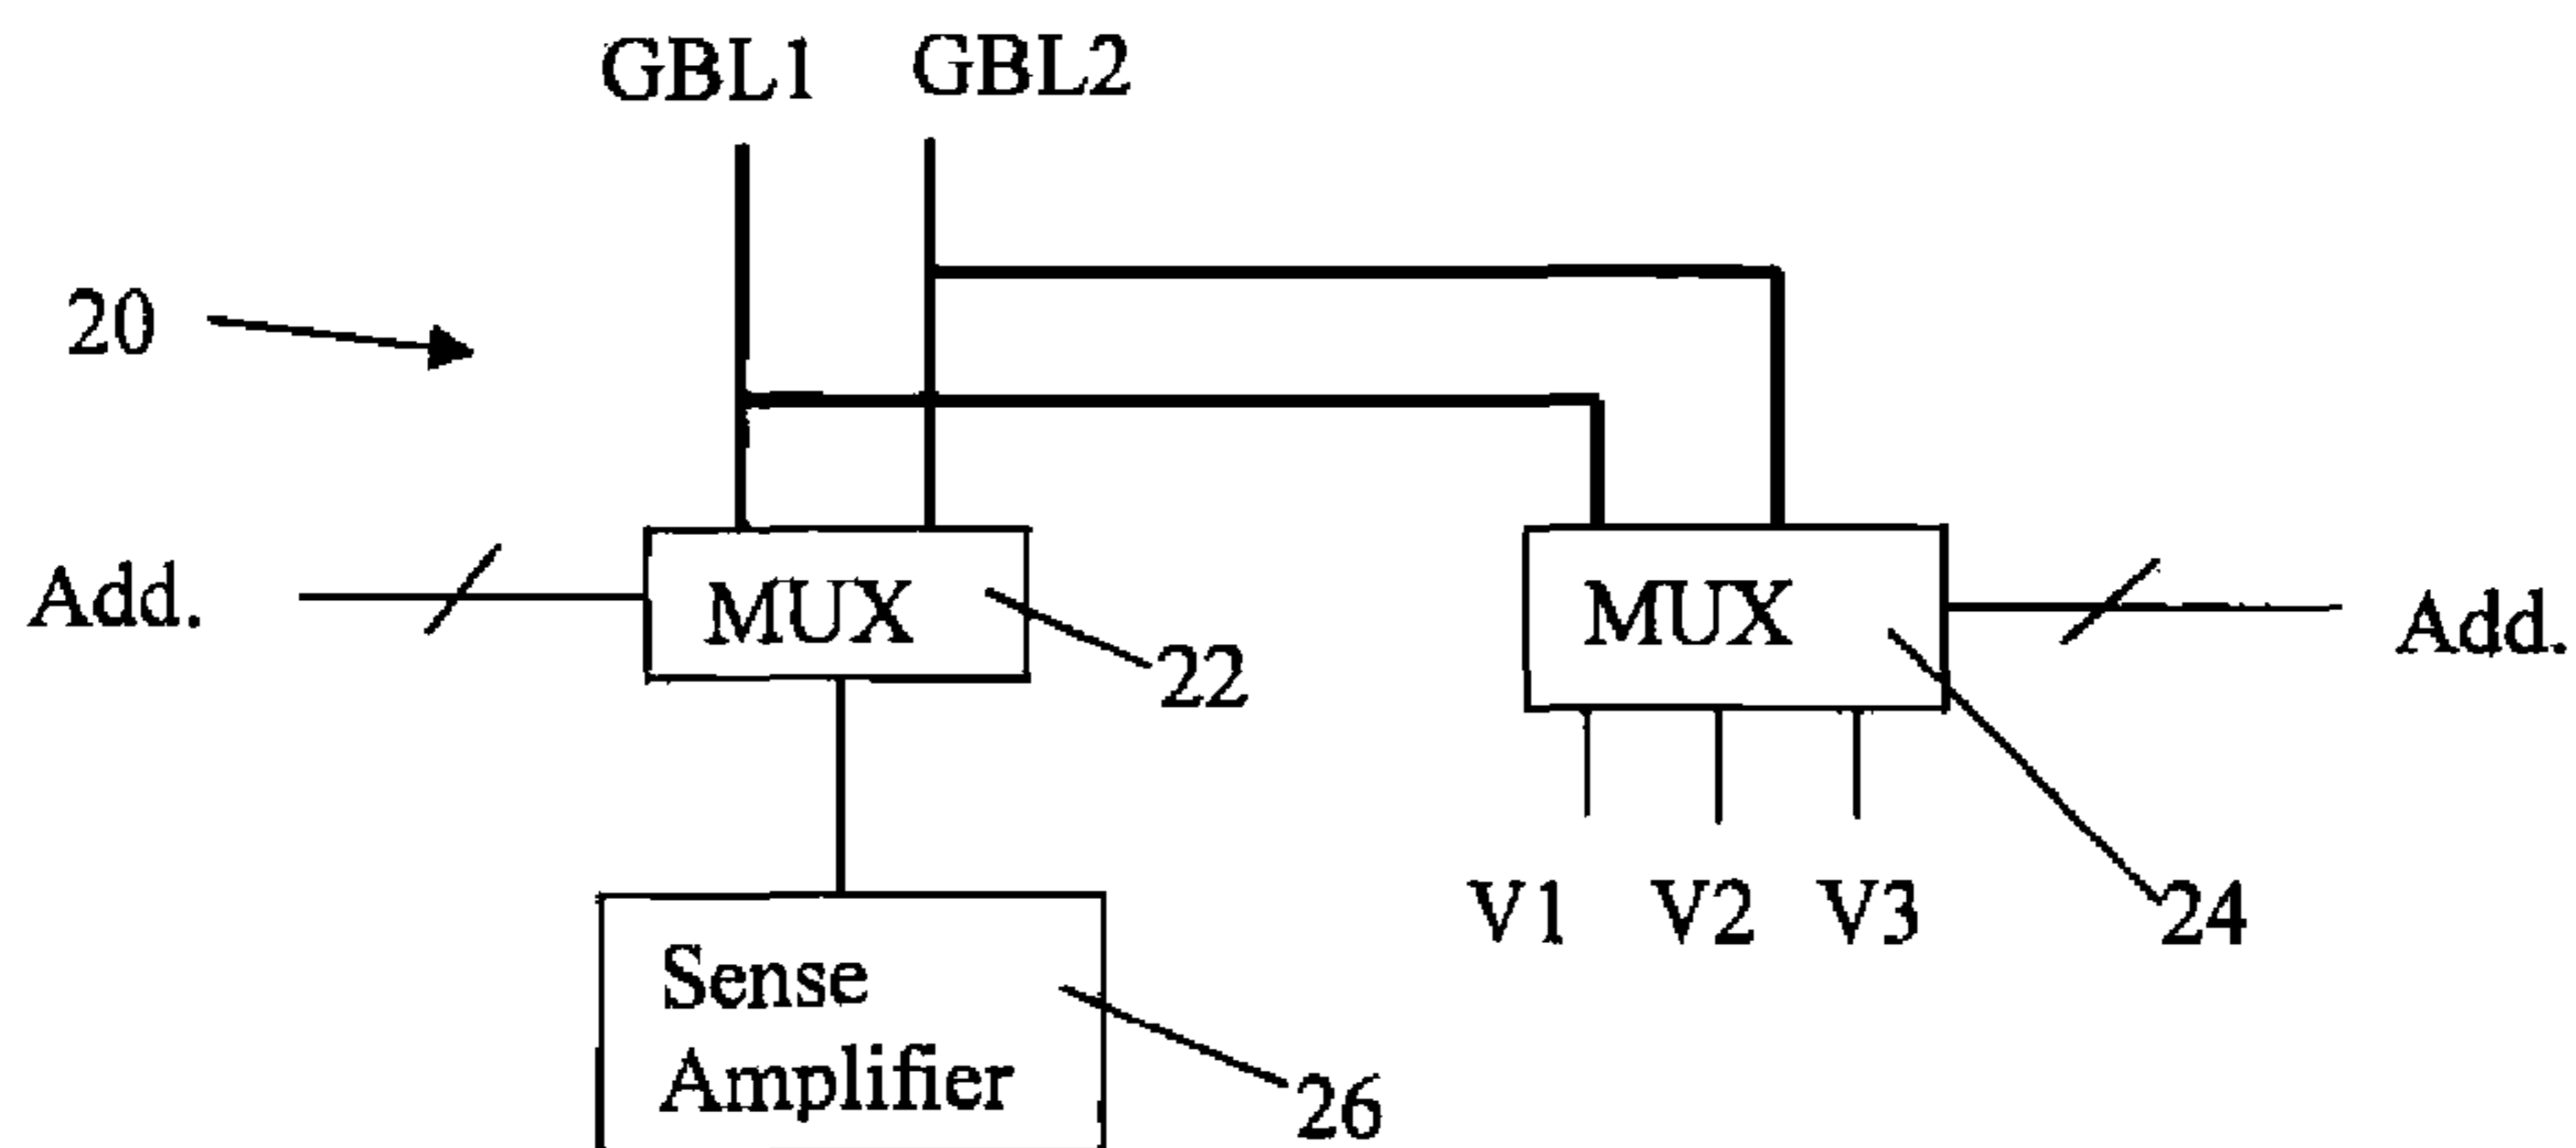 GBL1 GBL2
20
Add. MUX MUX Add.
22
V1 V2 V3 24
Sense
Amplifier
26